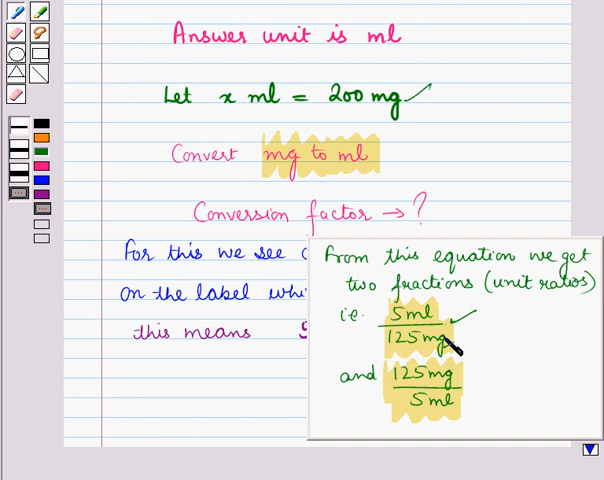 Answer unit is ml
Let x ml = 200 mg ✓
Convert mg to ml
Conversion factor → ?
For this we see
on the label
this means
From this equation we get
two fractions (unit ratios)
i.e. 5ml / 125mg ✓
and 125mg / 5ml